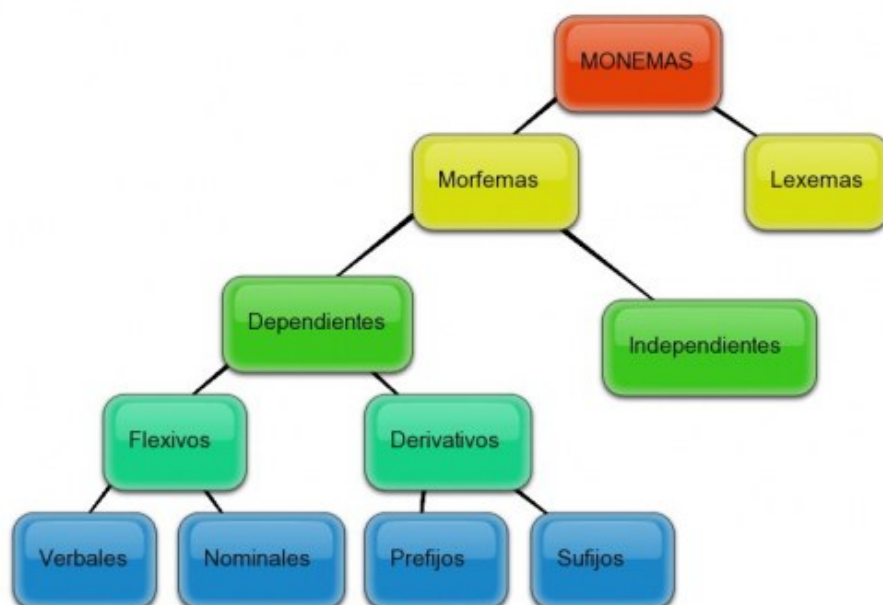 MONEMAS
Morfemas
Lexemas
Dependientes
Independientes
Flexivos
Derivativos
Verbales
Nominales
Prefijos
Sufijos